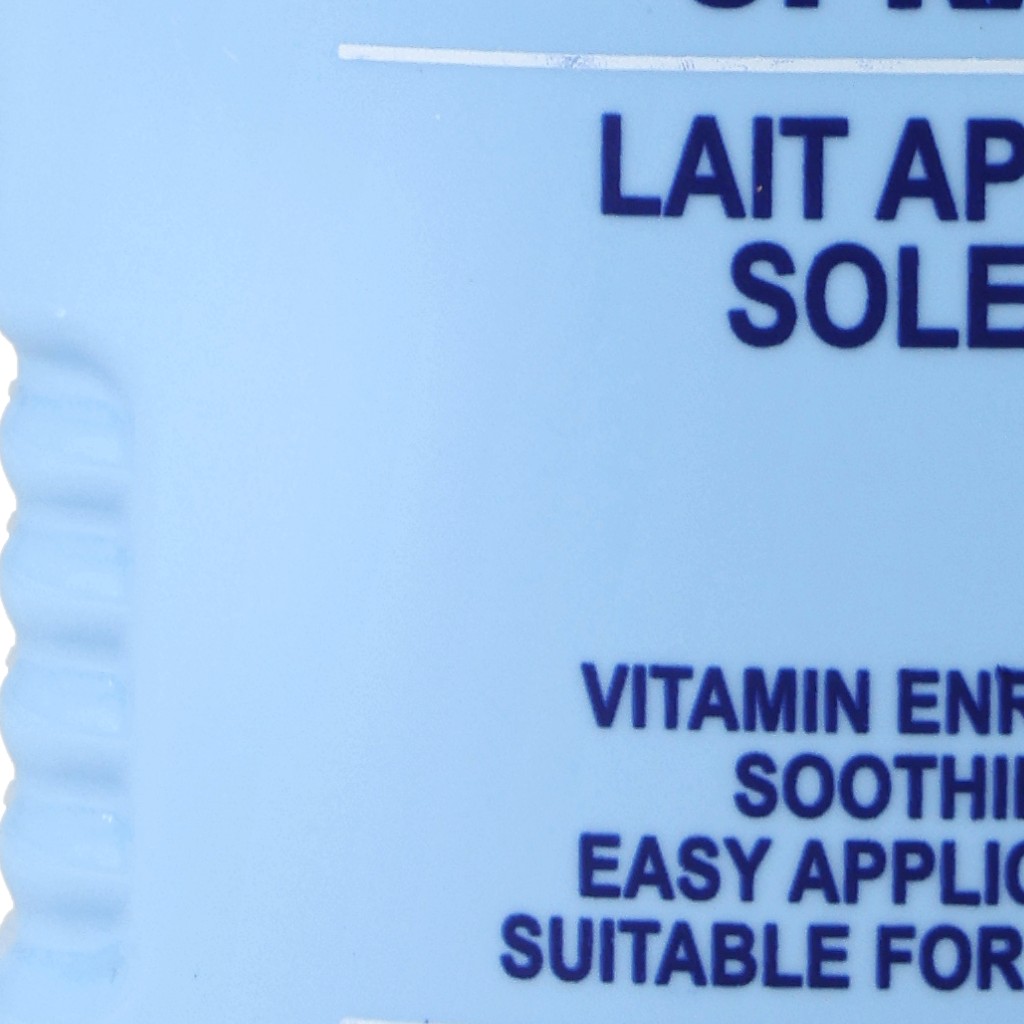 LAIT AP
SOLE
VITAMIN ENR
SOOTHI
EASY APPLIC
SUITABLE FOR